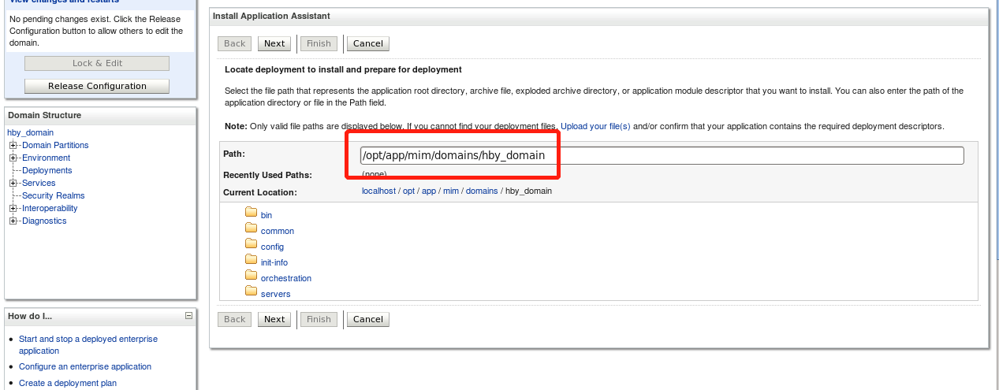 View changes and restarts
No pending changes exist. Click the Release
Configuration button to allow others to edit the
domain.
Lock & Edit
Release Configuration
Domain Structure
hby_domain
Domain Partitions
Environment
Deployments
Services
Security Realms
Interoperability
Diagnostics
How do I...
Start and stop a deployed enterprise
application
Configure an enterprise application
Create a deployment plan
Install Application Assistant
Back Next Finish Cancel
Locate deployment to install and prepare for deployment
Select the file path that represents the application root directory, archive file, exploded archive directory, or application module descriptor that you want to install. You can also enter the path of the
application directory or file in the Path field.
Note: Only valid file paths are displayed below. If you cannot find your deployment files, Upload your file(s) and/or confirm that your application contains the required deployment descriptors.
Path: /opt/app/mim/domains/hby_domain
Recently Used Paths: (none)
Current Location: localhost / opt / app / mim / domains / hby_domain
bin
common
config
init-info
orchestration
servers
Back Next Finish Cancel